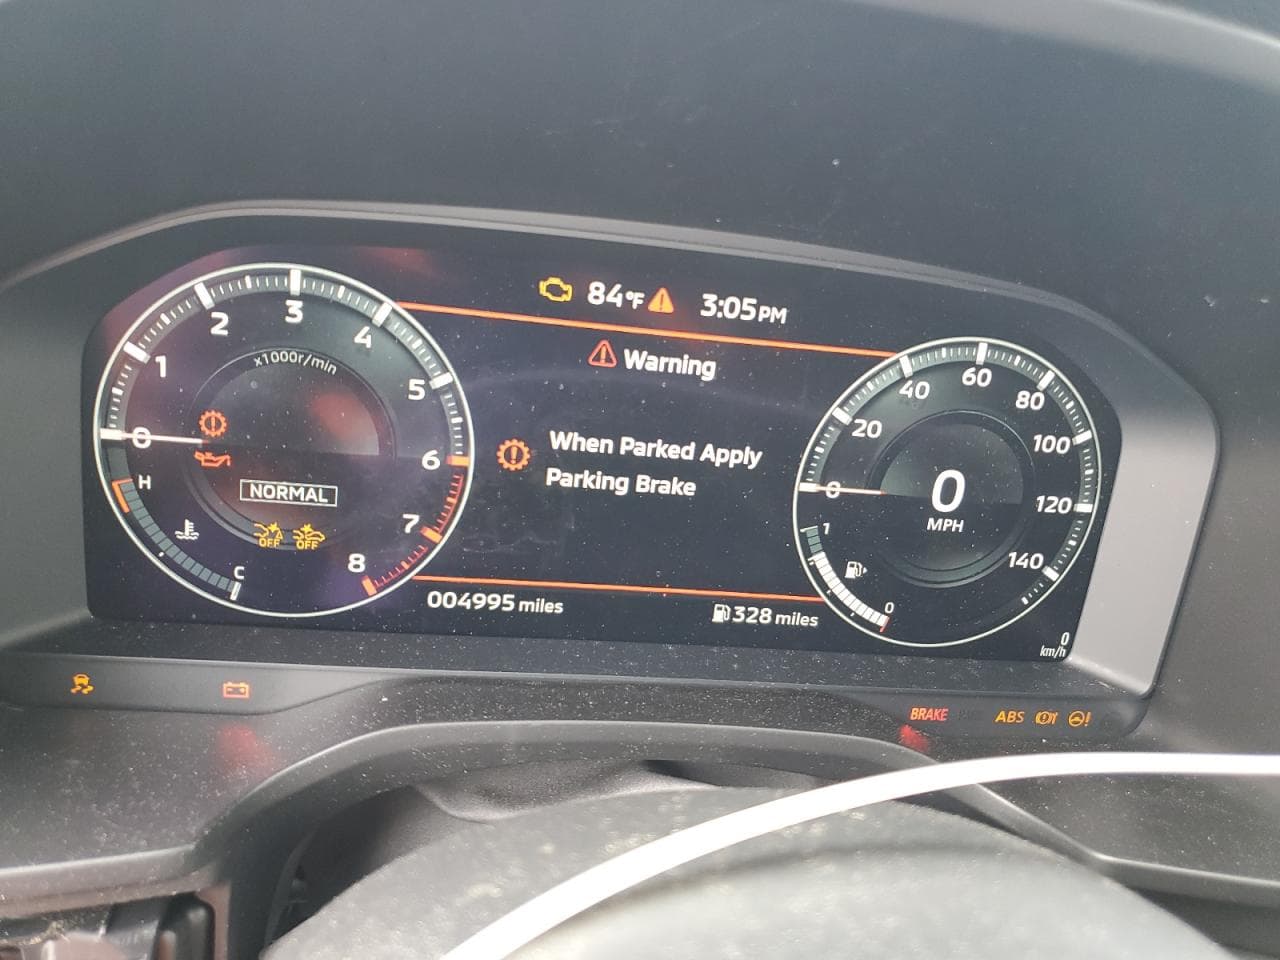 84°F 3:05PM
Warning
When Parked Apply
Parking Brake
0 1 2 3 4 5 6 7 8
x1000r/min
NORMAL
OFF OFF
H
C
004995 miles
328 miles
0 20 40 60 80 100 120 140
0
MPH
1
0
0
km/h
BRAKE ABS